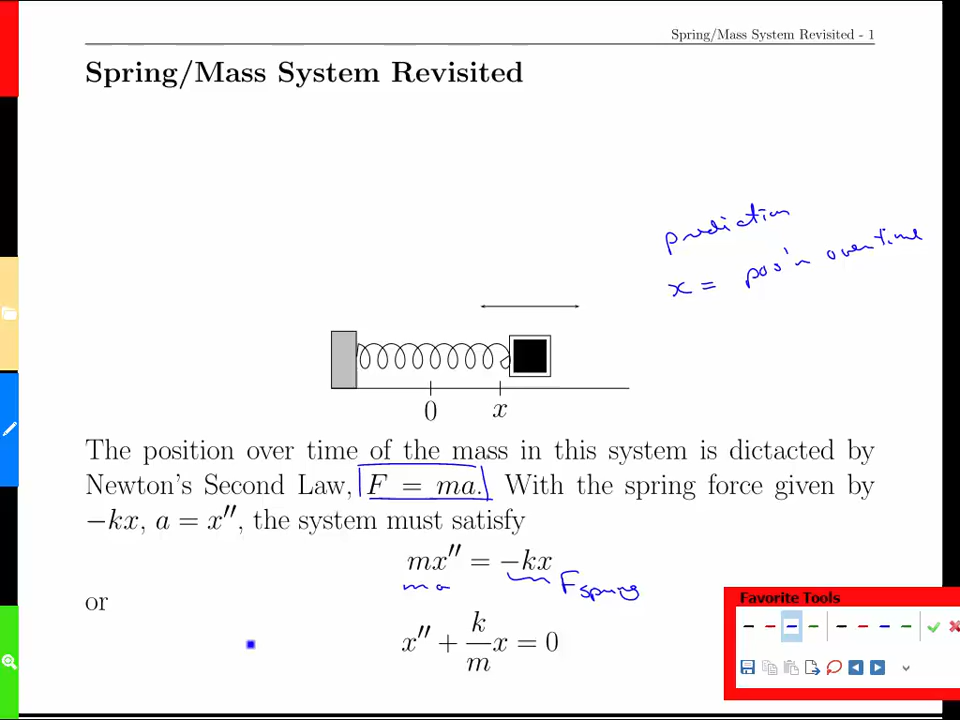 Spring/Mass System Revisited - 1
Spring/Mass System Revisited
prediction
x = pos'n over time
0 x
The position over time of the mass in this system is dictacted by
Newton's Second Law, F = ma. With the spring force given by
−kx, a = x′′, the system must satisfy
mx′′ = −kx
ma Fspring
or
x′′ + k/m x = 0
Favorite Tools